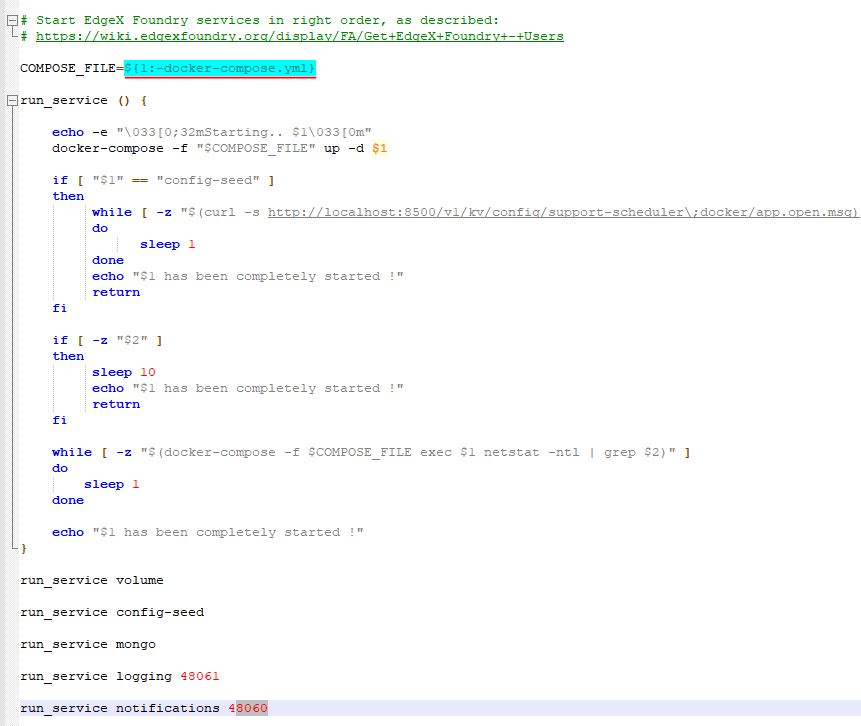 # Start EdgeX Foundry services in right order, as described:
# https://wiki.edgexfoundry.org/display/FA/Get+EdgeX+Foundry+-+Users
COMPOSE_FILE=${1:-docker-compose.yml}
run_service () {
echo -e "\033[0;32mStarting.. $1\033[0m"
docker-compose -f "$COMPOSE_FILE" up -d $1
if [ "$1" == "config-seed" ]
then
while [ -z "$(curl -s http://localhost:8500/v1/kv/config/support-scheduler\;docker/app.open.msg)
do
sleep 1
done
echo "$1 has been completely started !"
return
fi
if [ -z "$2" ]
then
sleep 10
echo "$1 has been completely started !"
return
fi
while [ -z "$(docker-compose -f $COMPOSE_FILE exec $1 netstat -ntl | grep $2)" ]
do
sleep 1
done
echo "$1 has been completely started !"
}
run_service volume
run_service config-seed
run_service mongo
run_service logging 48061
run_service notifications 48060